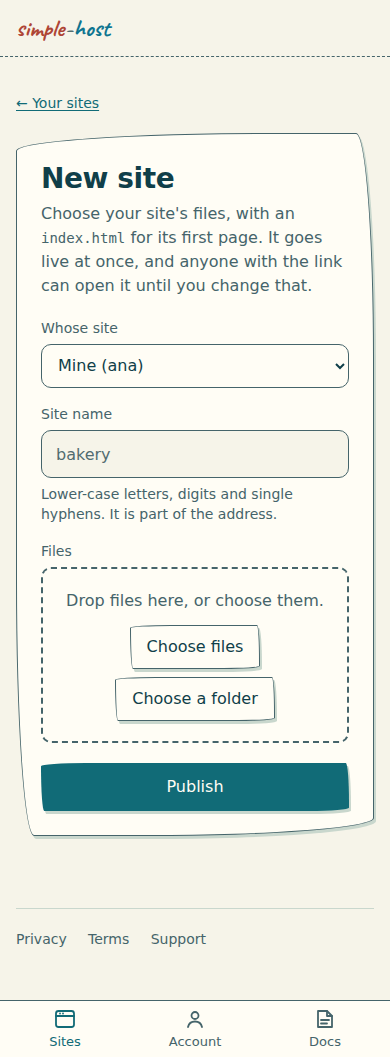 simple-host
← Your sites
New site
Choose your site's files, with an
index.html for its first page. It goes
live at once, and anyone with the link
can open it until you change that.
Whose site
Mine (ana)
Site name
bakery
Lower-case letters, digits and single
hyphens. It is part of the address.
Files
Drop files here, or choose them.
Choose files
Choose a folder
Publish
Privacy Terms Support
Sites Account Docs